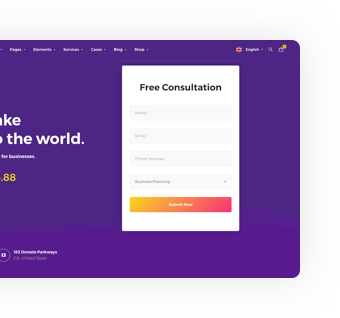 Pages Elements Services Cases Blog Shop English
Free Consultation
Name *
Email *
Phone Number
Business Planning
Submit Now
ake
o the world.
for businesses.
.88
183 Donato Parkways
CA, United State